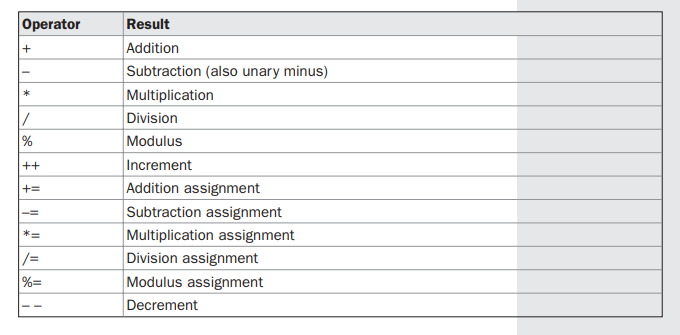 Operator Result
+ Addition
– Subtraction (also unary minus)
* Multiplication
/ Division
% Modulus
++ Increment
+= Addition assignment
–= Subtraction assignment
*= Multiplication assignment
/= Division assignment
%= Modulus assignment
– – Decrement